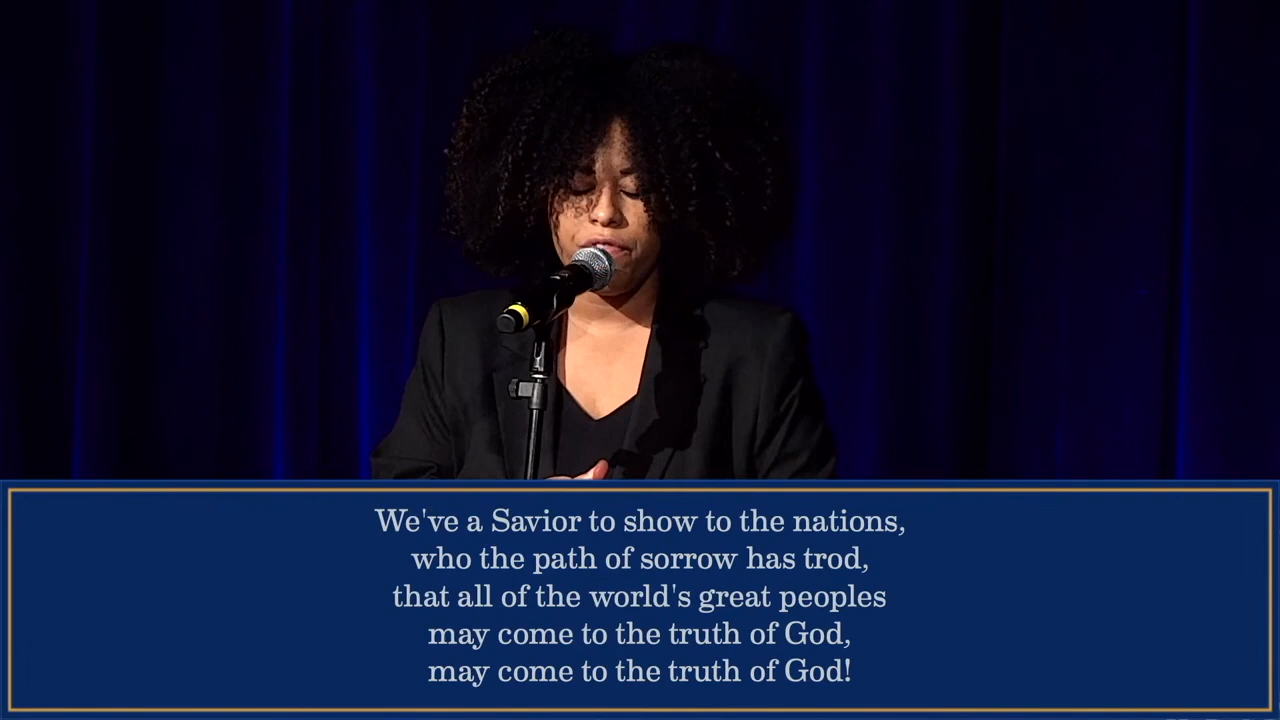 We've a Savior to show to the nations,
who the path of sorrow has trod,
that all of the world's great peoples
may come to the truth of God,
may come to the truth of God!